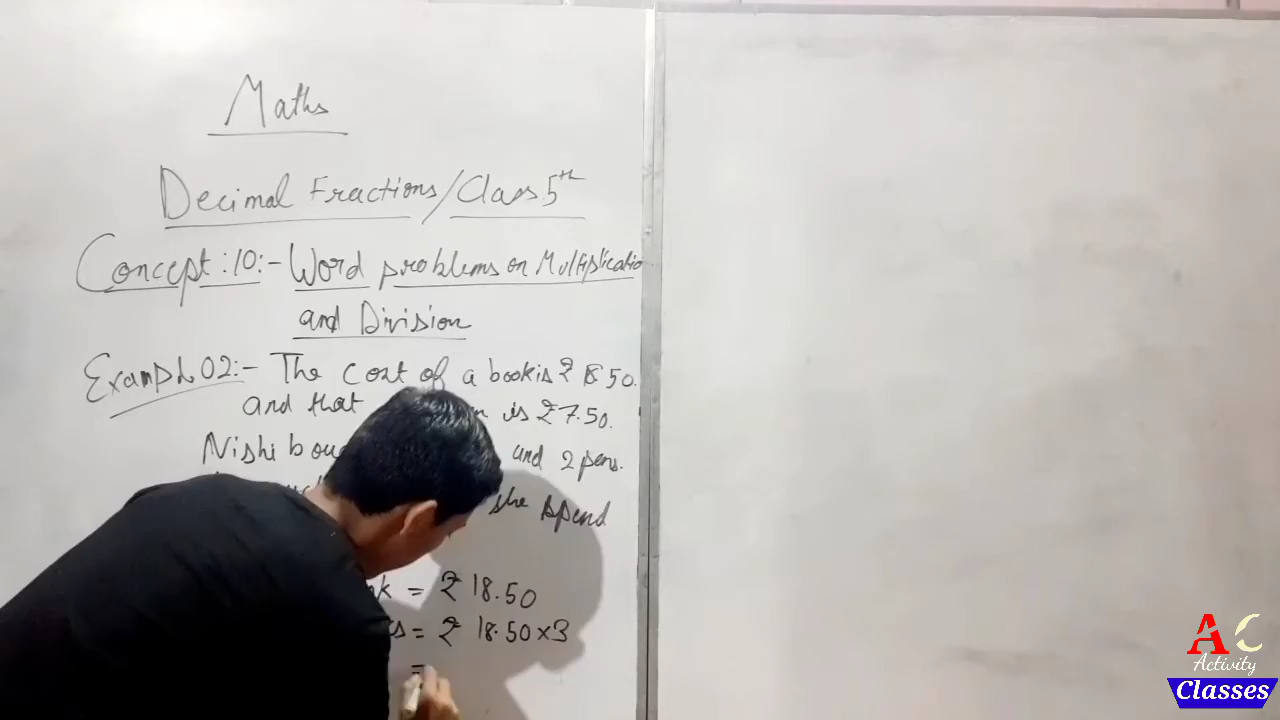 Maths
Decimal Fractions/Class 5th
Concept:10:- Word problems on Multiplicatio
and Division
Example 02:- The cost of a book is ₹ 18 50.
and that is ₹ 7.50.
Nishi and 2 pens.
she spend
= ₹ 18.50
= ₹ 18.50×3
=
AC
Activity
Classes